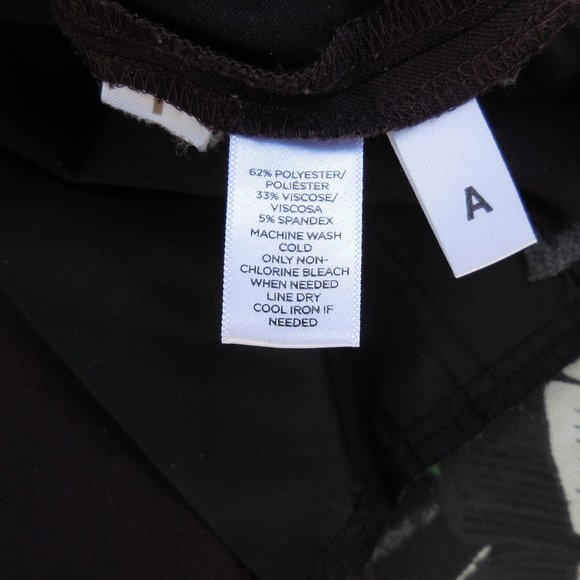 62% POLYESTER/
POLIÉSTER
33% VISCOSE/
VISCOSA
5% SPANDEX
MACHINE WASH
COLD
ONLY NON-
CHLORINE BLEACH
WHEN NEEDED
LINE DRY
COOL IRON IF
NEEDED
A